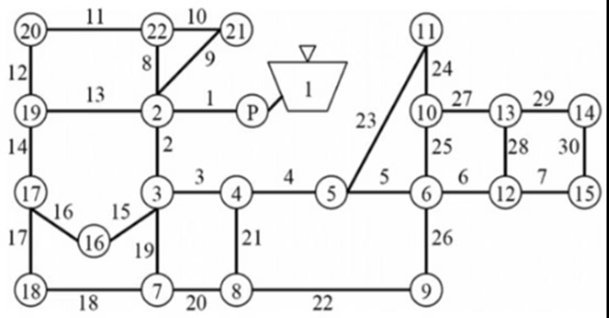 11 10
20 22 21 11
12 8 9 24
1
13 1 27 29
19 2 P 10 13 14
23
14 2 25 28 30
3 4 5 6 7
17 3 4 5 6 12 15
16 15
16
17 19 21 26
18 7 8 9
18 20 22